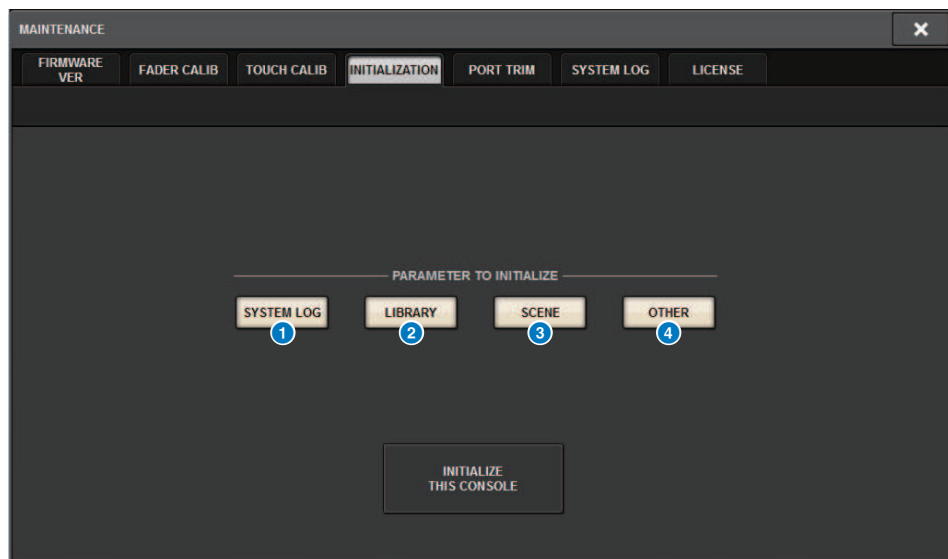 MAINTENANCE
×
FIRMWARE VER
FADER CALIB
TOUCH CALIB
INITIALIZATION
PORT TRIM
SYSTEM LOG
LICENSE
PARAMETER TO INITIALIZE
SYSTEM LOG
LIBRARY
SCENE
OTHER
1
2
3
4
INITIALIZE
THIS CONSOLE